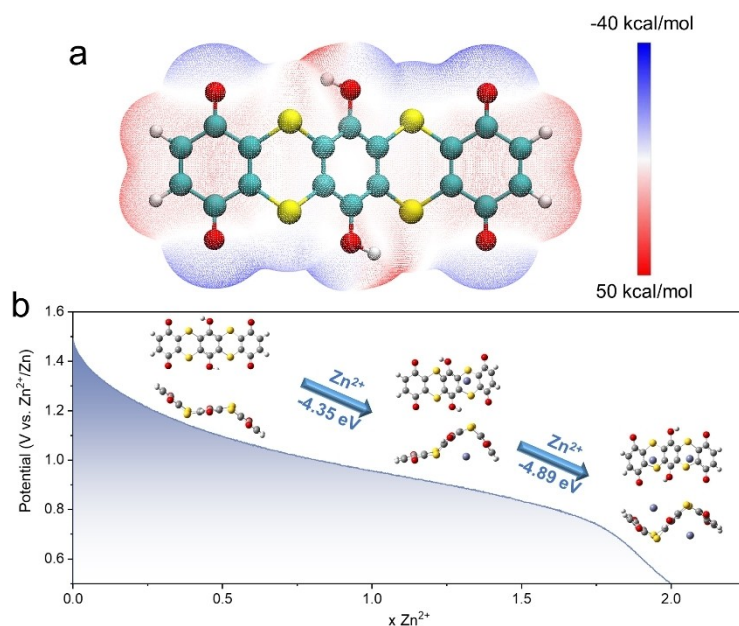 a
-40 kcal/mol
50 kcal/mol
b
1.6
1.4
1.2
1.0
0.8
0.6
Potential (V vs. Zn²⁺/Zn)
Zn²⁺
-4.35 eV
Zn²⁺
-4.89 eV
0.0
0.5
1.0
1.5
2.0
x Zn²⁺